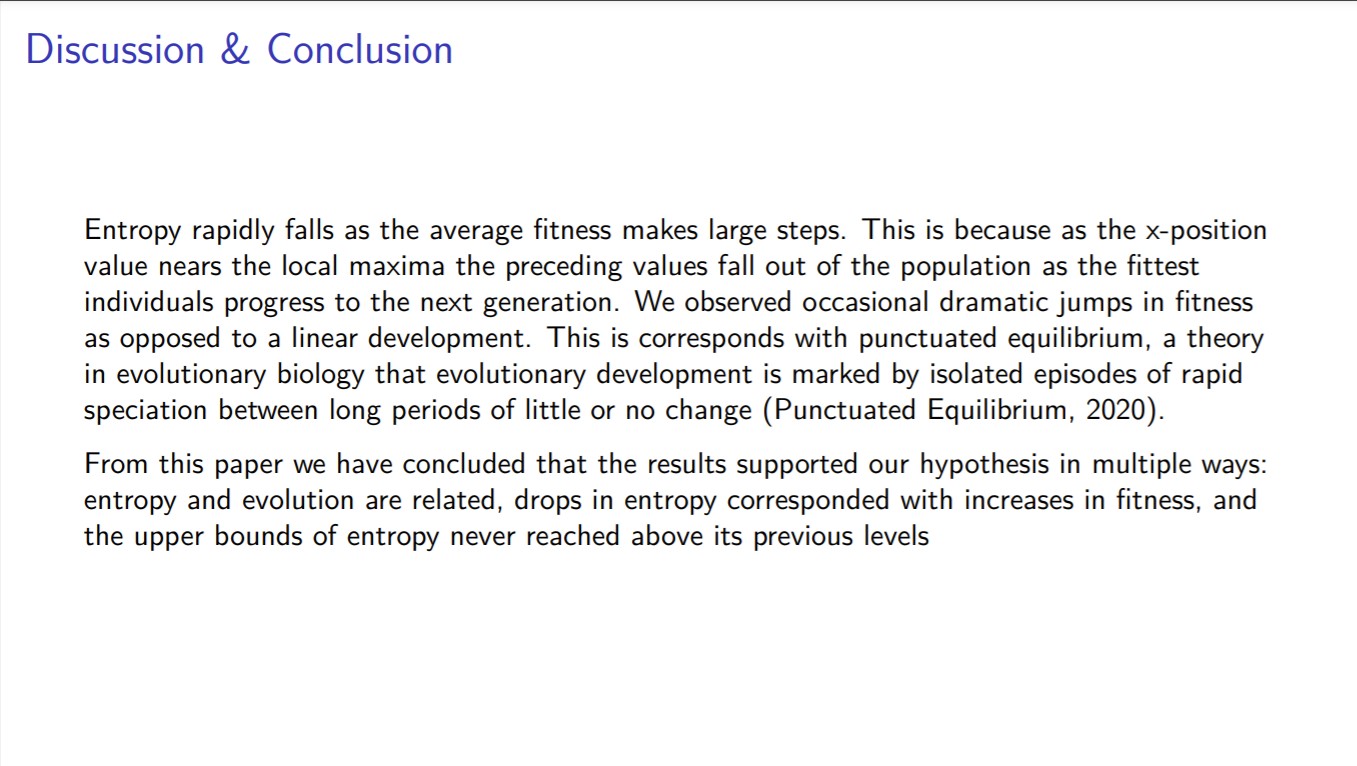 Discussion & Conclusion
Entropy rapidly falls as the average fitness makes large steps. This is because as the x-position
value nears the local maxima the preceding values fall out of the population as the fittest
individuals progress to the next generation. We observed occasional dramatic jumps in fitness
as opposed to a linear development. This is corresponds with punctuated equilibrium, a theory
in evolutionary biology that evolutionary development is marked by isolated episodes of rapid
speciation between long periods of little or no change (Punctuated Equilibrium, 2020).
From this paper we have concluded that the results supported our hypothesis in multiple ways:
entropy and evolution are related, drops in entropy corresponded with increases in fitness, and
the upper bounds of entropy never reached above its previous levels